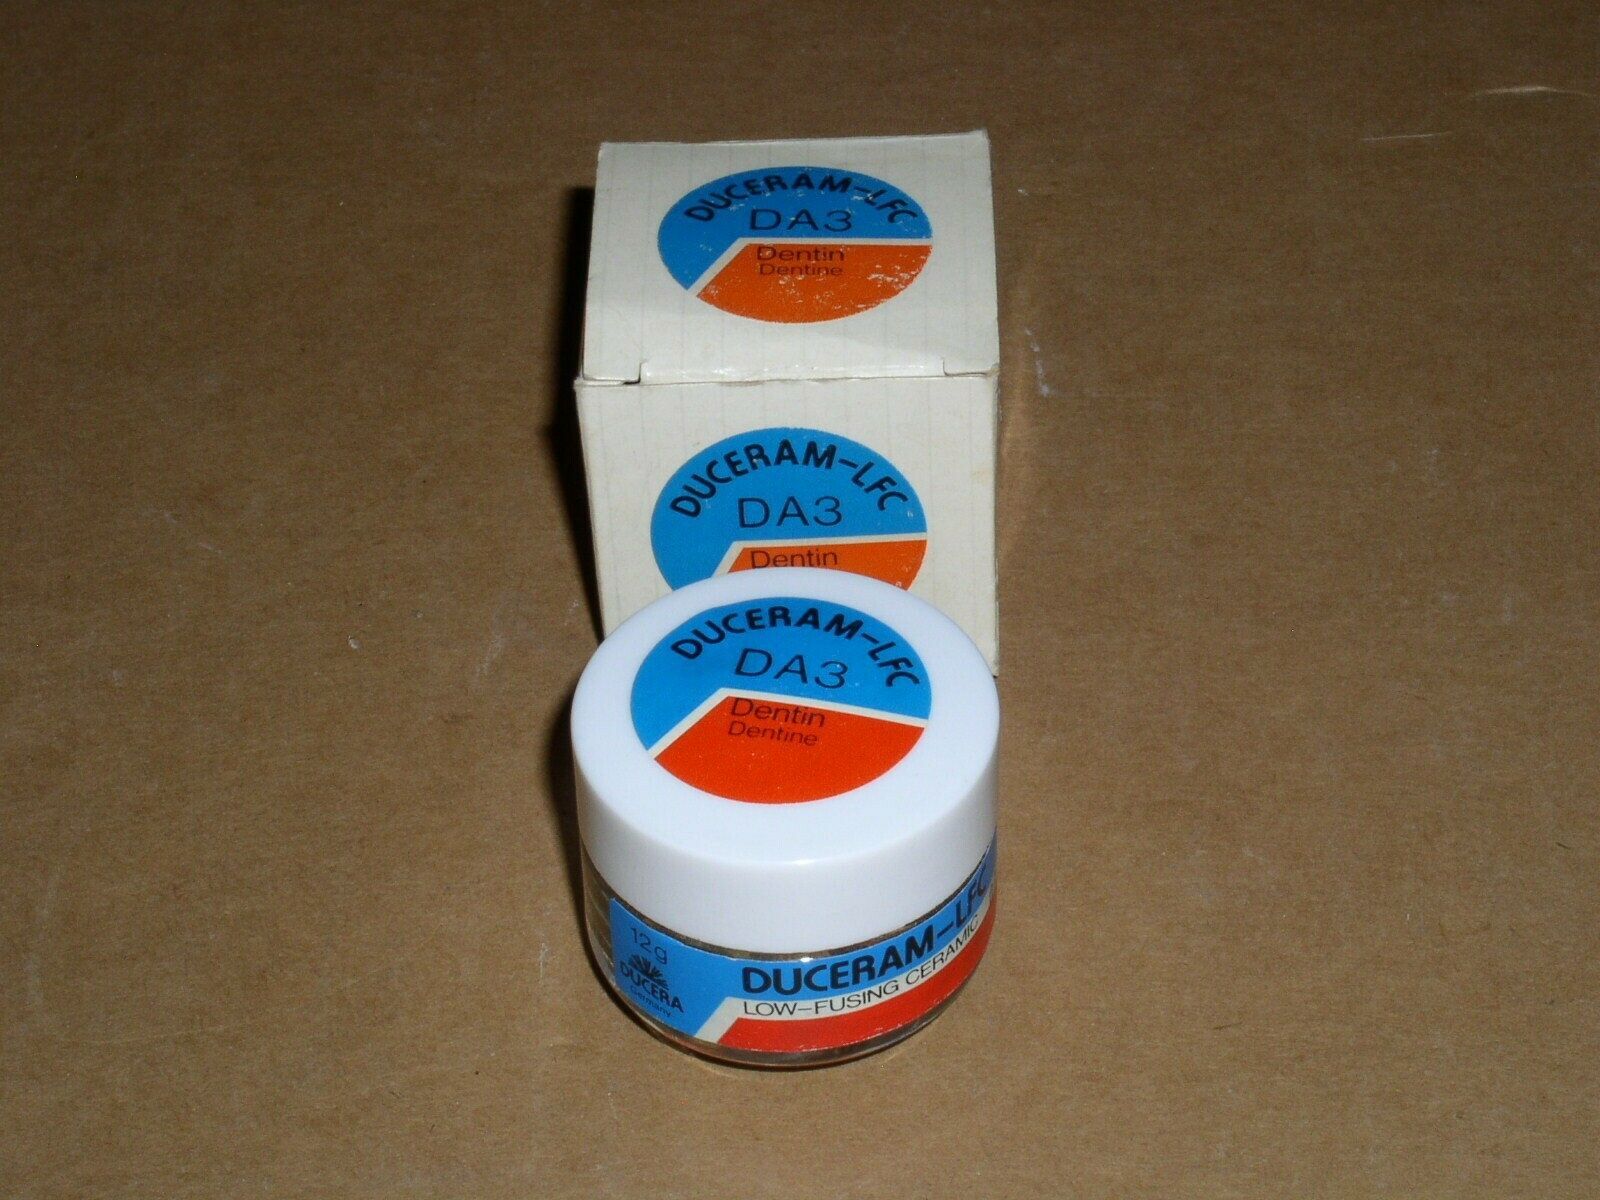 DUCERAM-LFC
DA3
Dentin
Dentine
DUCERAM-LFC
DA3
Dentin
DUCERAM-LFC
DA3
Dentin
Dentine
12g
DUCERA
Germany
DUCERAM-LFC
LOW-FUSING CERAMIC